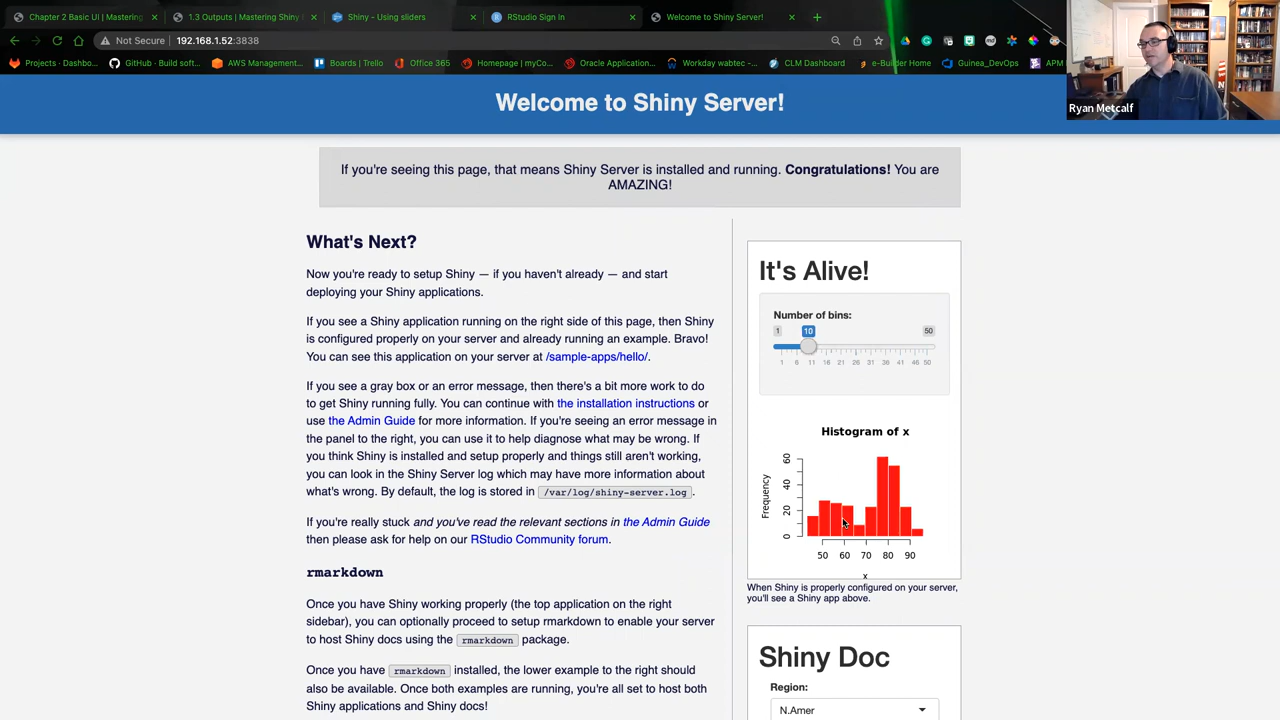 Chapter 2 Basic UI | Mastering
1.3 Outputs | Mastering Shiny
Shiny - Using sliders
RStudio Sign In
Welcome to Shiny Server!
Not Secure | 192.168.1.52:3838
Projects · Dashbo...
GitHub · Build soft...
AWS Management...
Boards | Trello
Office 365
Homepage | myCo...
Oracle Application...
Workday wabtec -...
CLM Dashboard
e-Builder Home
Guinea_DevOps
APM
Ryan Metcalf
Welcome to Shiny Server!
If you're seeing this page, that means Shiny Server is installed and running. Congratulations! You are
AMAZING!
What's Next?
Now you're ready to setup Shiny — if you haven't already — and start
deploying your Shiny applications.
If you see a Shiny application running on the right side of this page, then Shiny
is configured properly on your server and already running an example. Bravo!
You can see this application on your server at /sample-apps/hello/.
If you see a gray box or an error message, then there's a bit more work to do
to get Shiny running fully. You can continue with the installation instructions or
use the Admin Guide for more information. If you're seeing an error message in
the panel to the right, you can use it to help diagnose what may be wrong. If
you think Shiny is installed and setup properly and things still aren't working,
you can look in the Shiny Server log which may have more information about
what's wrong. By default, the log is stored in /var/log/shiny-server.log.
If you're really stuck and you've read the relevant sections in the Admin Guide
then please ask for help on our RStudio Community forum.
rmarkdown
Once you have Shiny working properly (the top application on the right
sidebar), you can optionally proceed to setup rmarkdown to enable your server
to host Shiny docs using the rmarkdown package.
Once you have rmarkdown installed, the lower example to the right should
also be available. Once both examples are running, you're all set to host both
Shiny applications and Shiny docs!
It's Alive!
Number of bins:
1 10 50
1 6 11 16 21 26 31 36 41 46 50
Histogram of x
Frequency
60
40
20
0
50 60 70 80 90
x
When Shiny is properly configured on your server,
you'll see a Shiny app above.
Shiny Doc
Region:
N.Amer